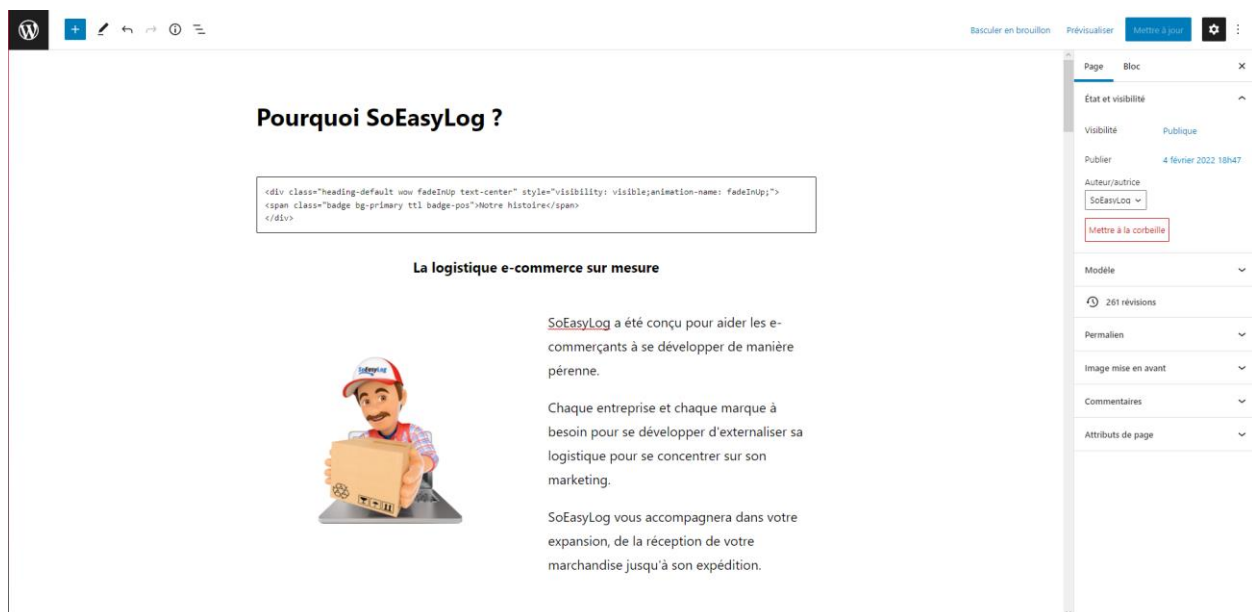 Basculer en brouillon
Prévisualiser
Mettre à jour
Pourquoi SoEasyLog ?
<div class="heading-default wow fadeInUp text-center" style="visibility: visible;animation-name: fadeInUp;">
<span class="badge bg-primary ttl badge-pos">Notre histoire</span>
</div>
La logistique e-commerce sur mesure
SoEasyLog
SoEasyLog a été conçu pour aider les e-
commerçants à se développer de manière
pérenne.
Chaque entreprise et chaque marque à
besoin pour se développer d'externaliser sa
logistique pour se concentrer sur son
marketing.
SoEasyLog vous accompagnera dans votre
expansion, de la réception de votre
marchandise jusqu'à son expédition.
Page
Bloc
État et visibilité
Visibilité
Publique
Publier
4 février 2022 18h47
Auteur/autrice
SoEasyLog
Mettre à la corbeille
Modèle
261 révisions
Permalien
Image mise en avant
Commentaires
Attributs de page